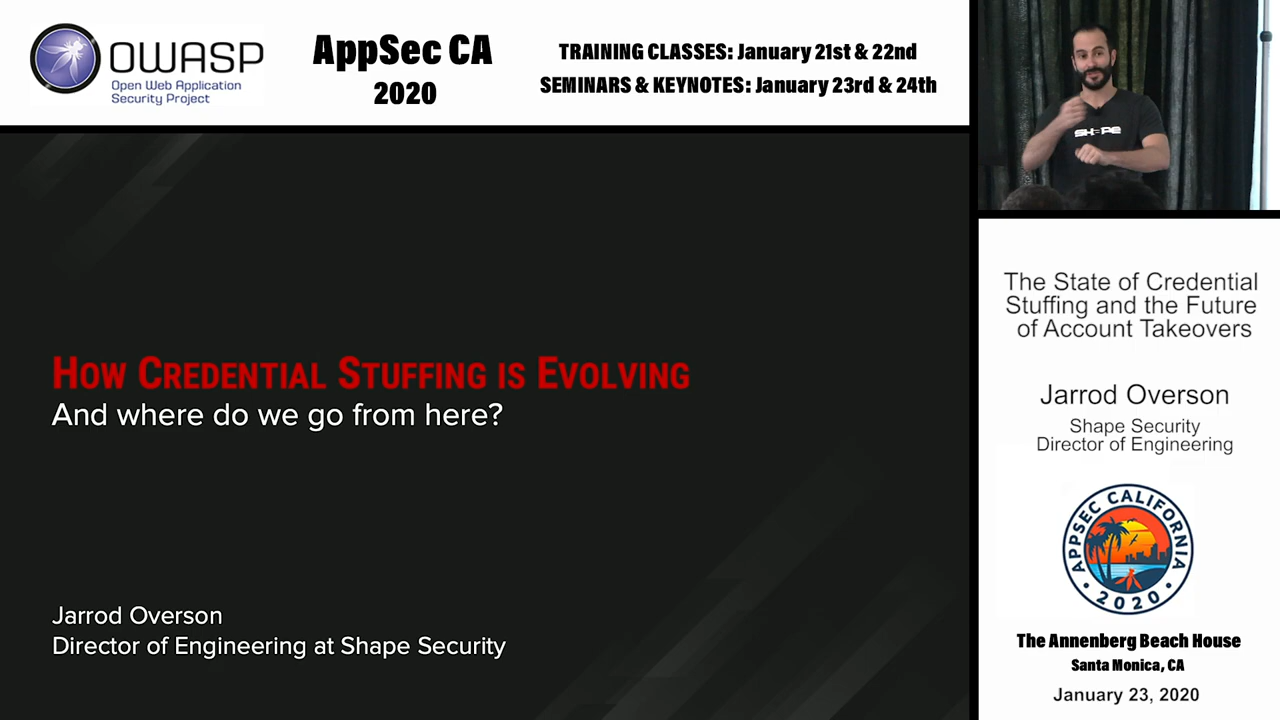 OWASP
Open Web Application
Security Project
AppSec CA
2020
TRAINING CLASSES: January 21st & 22nd
SEMINARS & KEYNOTES: January 23rd & 24th
SHAPE
How Credential Stuffing is Evolving
And where do we go from here?
Jarrod Overson
Director of Engineering at Shape Security
The State of Credential
Stuffing and the Future
of Account Takeovers
Jarrod Overson
Shape Security
Director of Engineering
APPSEC CALIFORNIA
· 2020 ·
The Annenberg Beach House
Santa Monica, CA
January 23, 2020